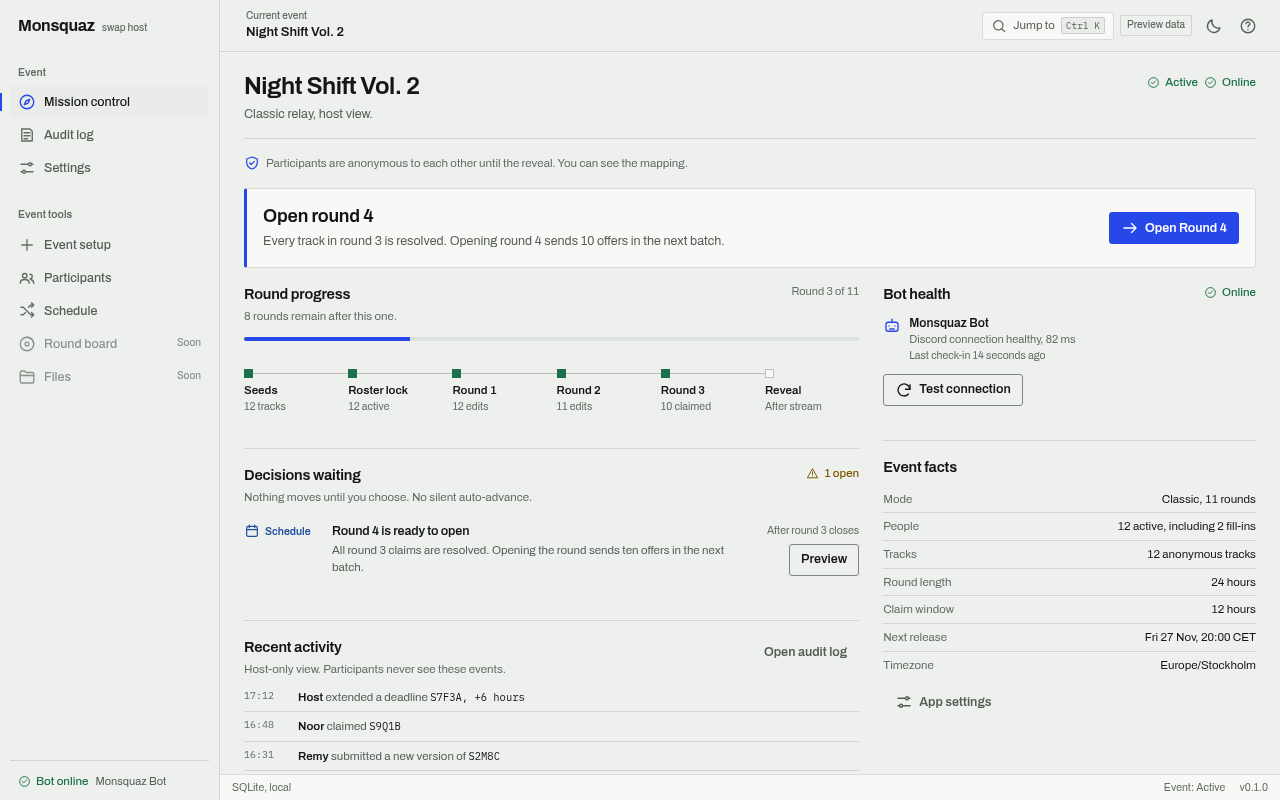 Monsquaz swap host
Event
Mission control
Audit log
Settings
Event tools
Event setup
Participants
Schedule
Round board Soon
Files Soon
Bot online Monsquaz Bot
Current event
Night Shift Vol. 2
Jump to Ctrl K
Preview data
Night Shift Vol. 2
Active Online
Classic relay, host view.
Participants are anonymous to each other until the reveal. You can see the mapping.
Open round 4
Every track in round 3 is resolved. Opening round 4 sends 10 offers in the next batch.
Open Round 4
Round progress
Round 3 of 11
8 rounds remain after this one.
Seeds
12 tracks
Roster lock
12 active
Round 1
12 edits
Round 2
11 edits
Round 3
10 claimed
Reveal
After stream
Decisions waiting
1 open
Nothing moves until you choose. No silent auto-advance.
Schedule
Round 4 is ready to open
All round 3 claims are resolved. Opening the round sends ten offers in the next
batch.
After round 3 closes
Preview
Recent activity
Open audit log
Host-only view. Participants never see these events.
17:12 Host extended a deadline S7F3A, +6 hours
16:48 Noor claimed S9Q1B
16:31 Remy submitted a new version of S2M8C
Bot health
Online
Monsquaz Bot
Discord connection healthy, 82 ms
Last check-in 14 seconds ago
Test connection
Event facts
Mode Classic, 11 rounds
People 12 active, including 2 fill-ins
Tracks 12 anonymous tracks
Round length 24 hours
Claim window 12 hours
Next release Fri 27 Nov, 20:00 CET
Timezone Europe/Stockholm
App settings
SQLite, local
Event: Active v0.1.0